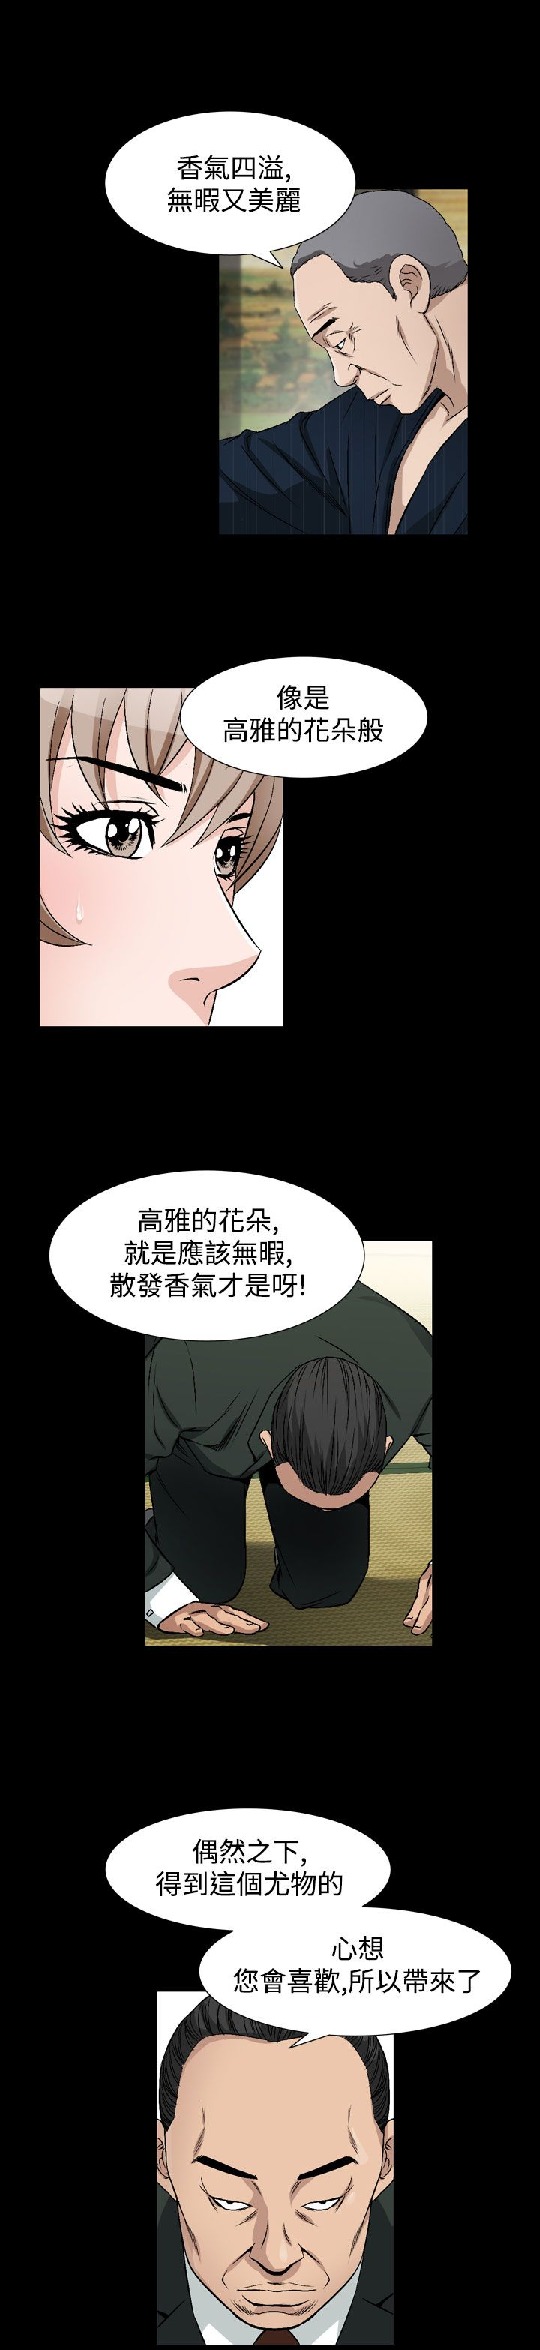 香氣四溢,
無暇又美麗
像是
高雅的花朵般
高雅的花朵,
就是應該無暇,
散發香氣才是呀!
偶然之下,
得到這個尤物的
心想
您會喜歡,所以帶來了